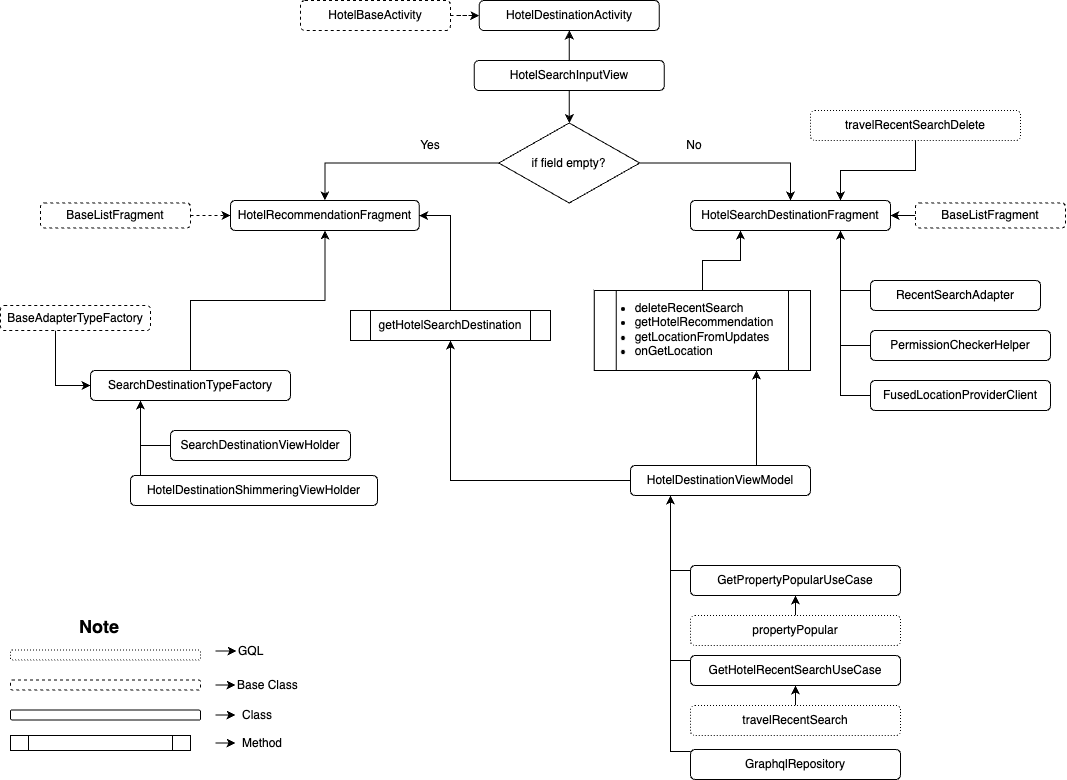 HotelBaseActivity
HotelDestinationActivity
HotelSearchInputView
travelRecentSearchDelete
Yes
No
if field empty?
BaseListFragment
HotelRecommendationFragment
HotelSearchDestinationFragment
BaseListFragment
BaseAdapterTypeFactory
getHotelSearchDestination
• deleteRecentSearch
• getHotelRecommendation
• getLocationFromUpdates
• onGetLocation
RecentSearchAdapter
PermissionCheckerHelper
FusedLocationProviderClient
SearchDestinationTypeFactory
SearchDestinationViewHolder
HotelDestinationShimmeringViewHolder
HotelDestinationViewModel
GetPropertyPopularUseCase
propertyPopular
GetHotelRecentSearchUseCase
travelRecentSearch
GraphqlRepository
Note
GQL
Base Class
Class
Method